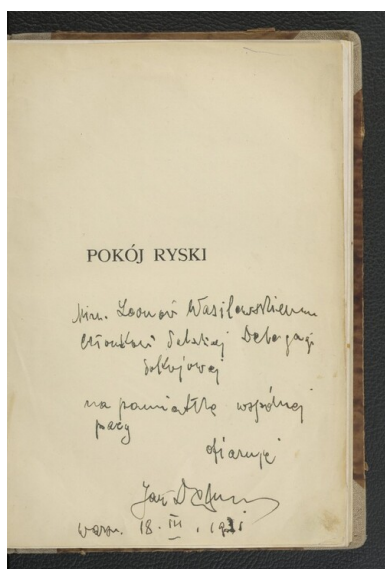 POKÓJ RYSKI
Min. Leonowi Wasilewskiemu
członkowi Polskiej Delegacji
Pokojowej
na pamiątkę wspólnej
pracy
ofiaruje
Jan Dąbski
Warsz. 18. III. 1931